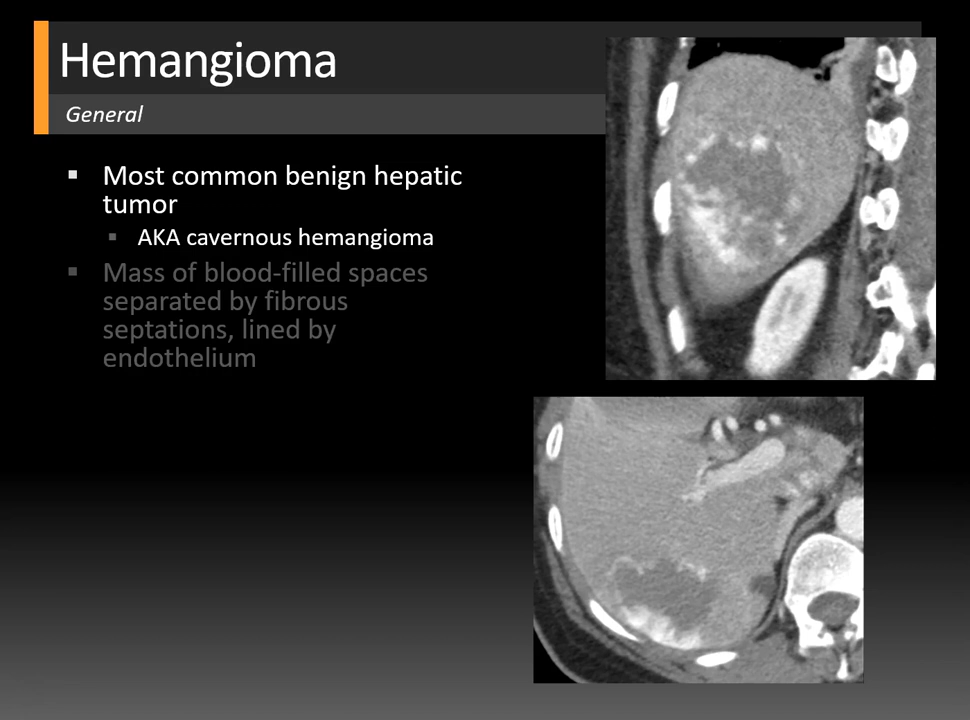 Hemangioma
General
Most common benign hepatic
tumor
AKA cavernous hemangioma
Mass of blood-filled spaces
separated by fibrous
septations, lined by
endothelium